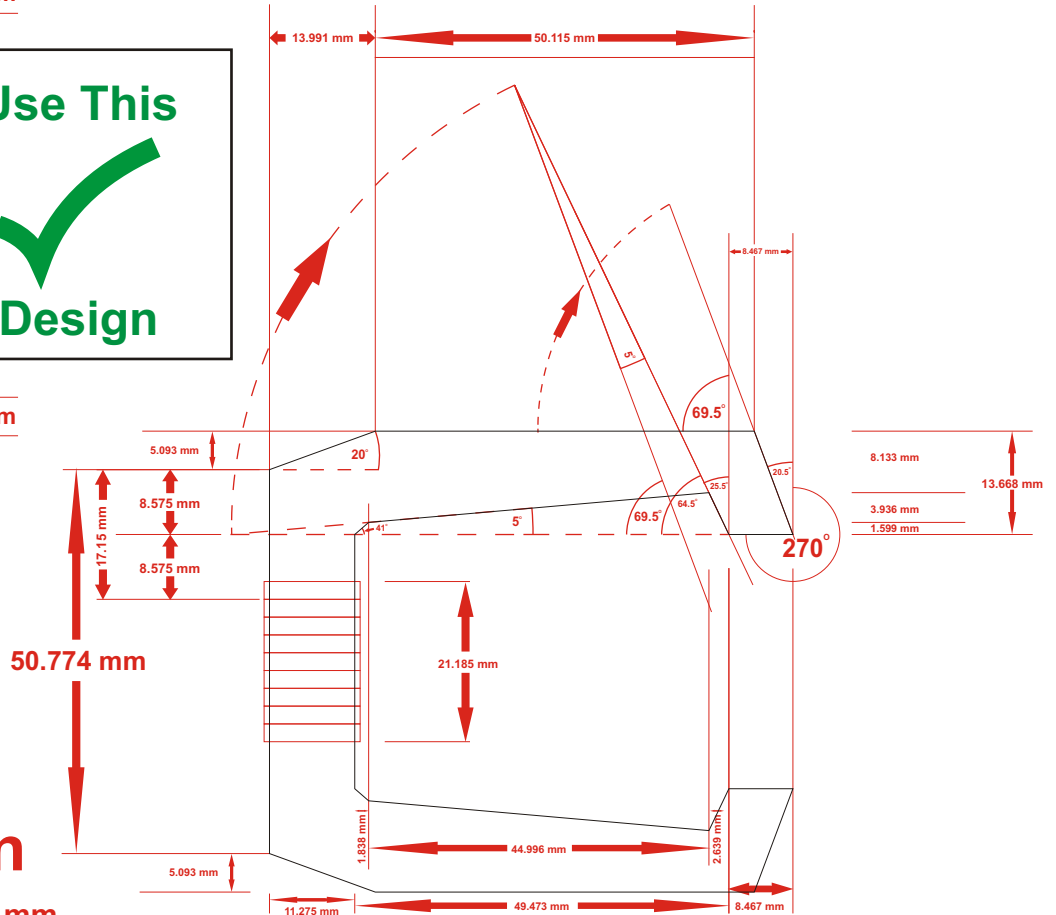 13.991 mm
50.115 mm
Use This
Design
8.467 mm
5°
69.5°
5.093 mm
20°
8.133 mm
20.5°
13.668 mm
25.5°
64.5°
69.5°
8.575 mm
3.936 mm
1.599 mm
5°
41°
17.15 mm
270°
8.575 mm
50.774 mm
21.185 mm
1.838 mm
2.639 mm
44.996 mm
5.093 mm
11.275 mm
49.473 mm
8.467 mm
mm